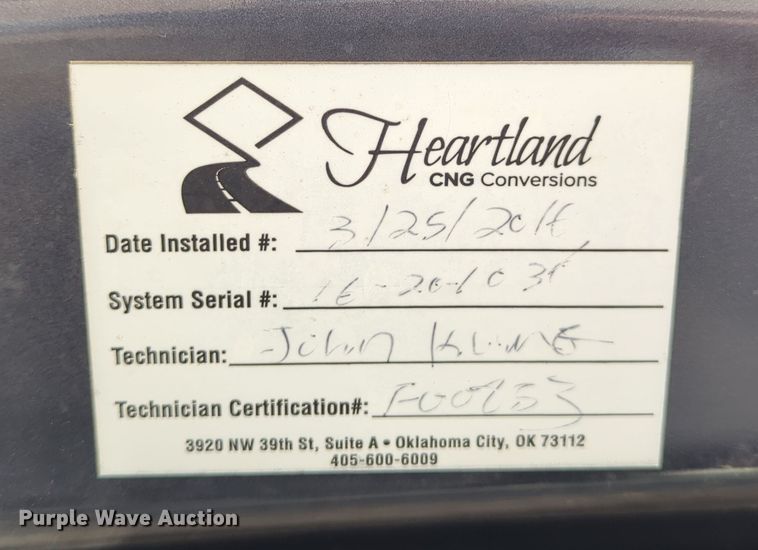 Heartland
CNG Conversions
Date Installed #: 3/25/2016
System Serial #:
Technician: John
Technician Certification#:
3920 NW 39th St, Suite A • Oklahoma City, OK 73112
405-600-6009
Purple Wave Auction